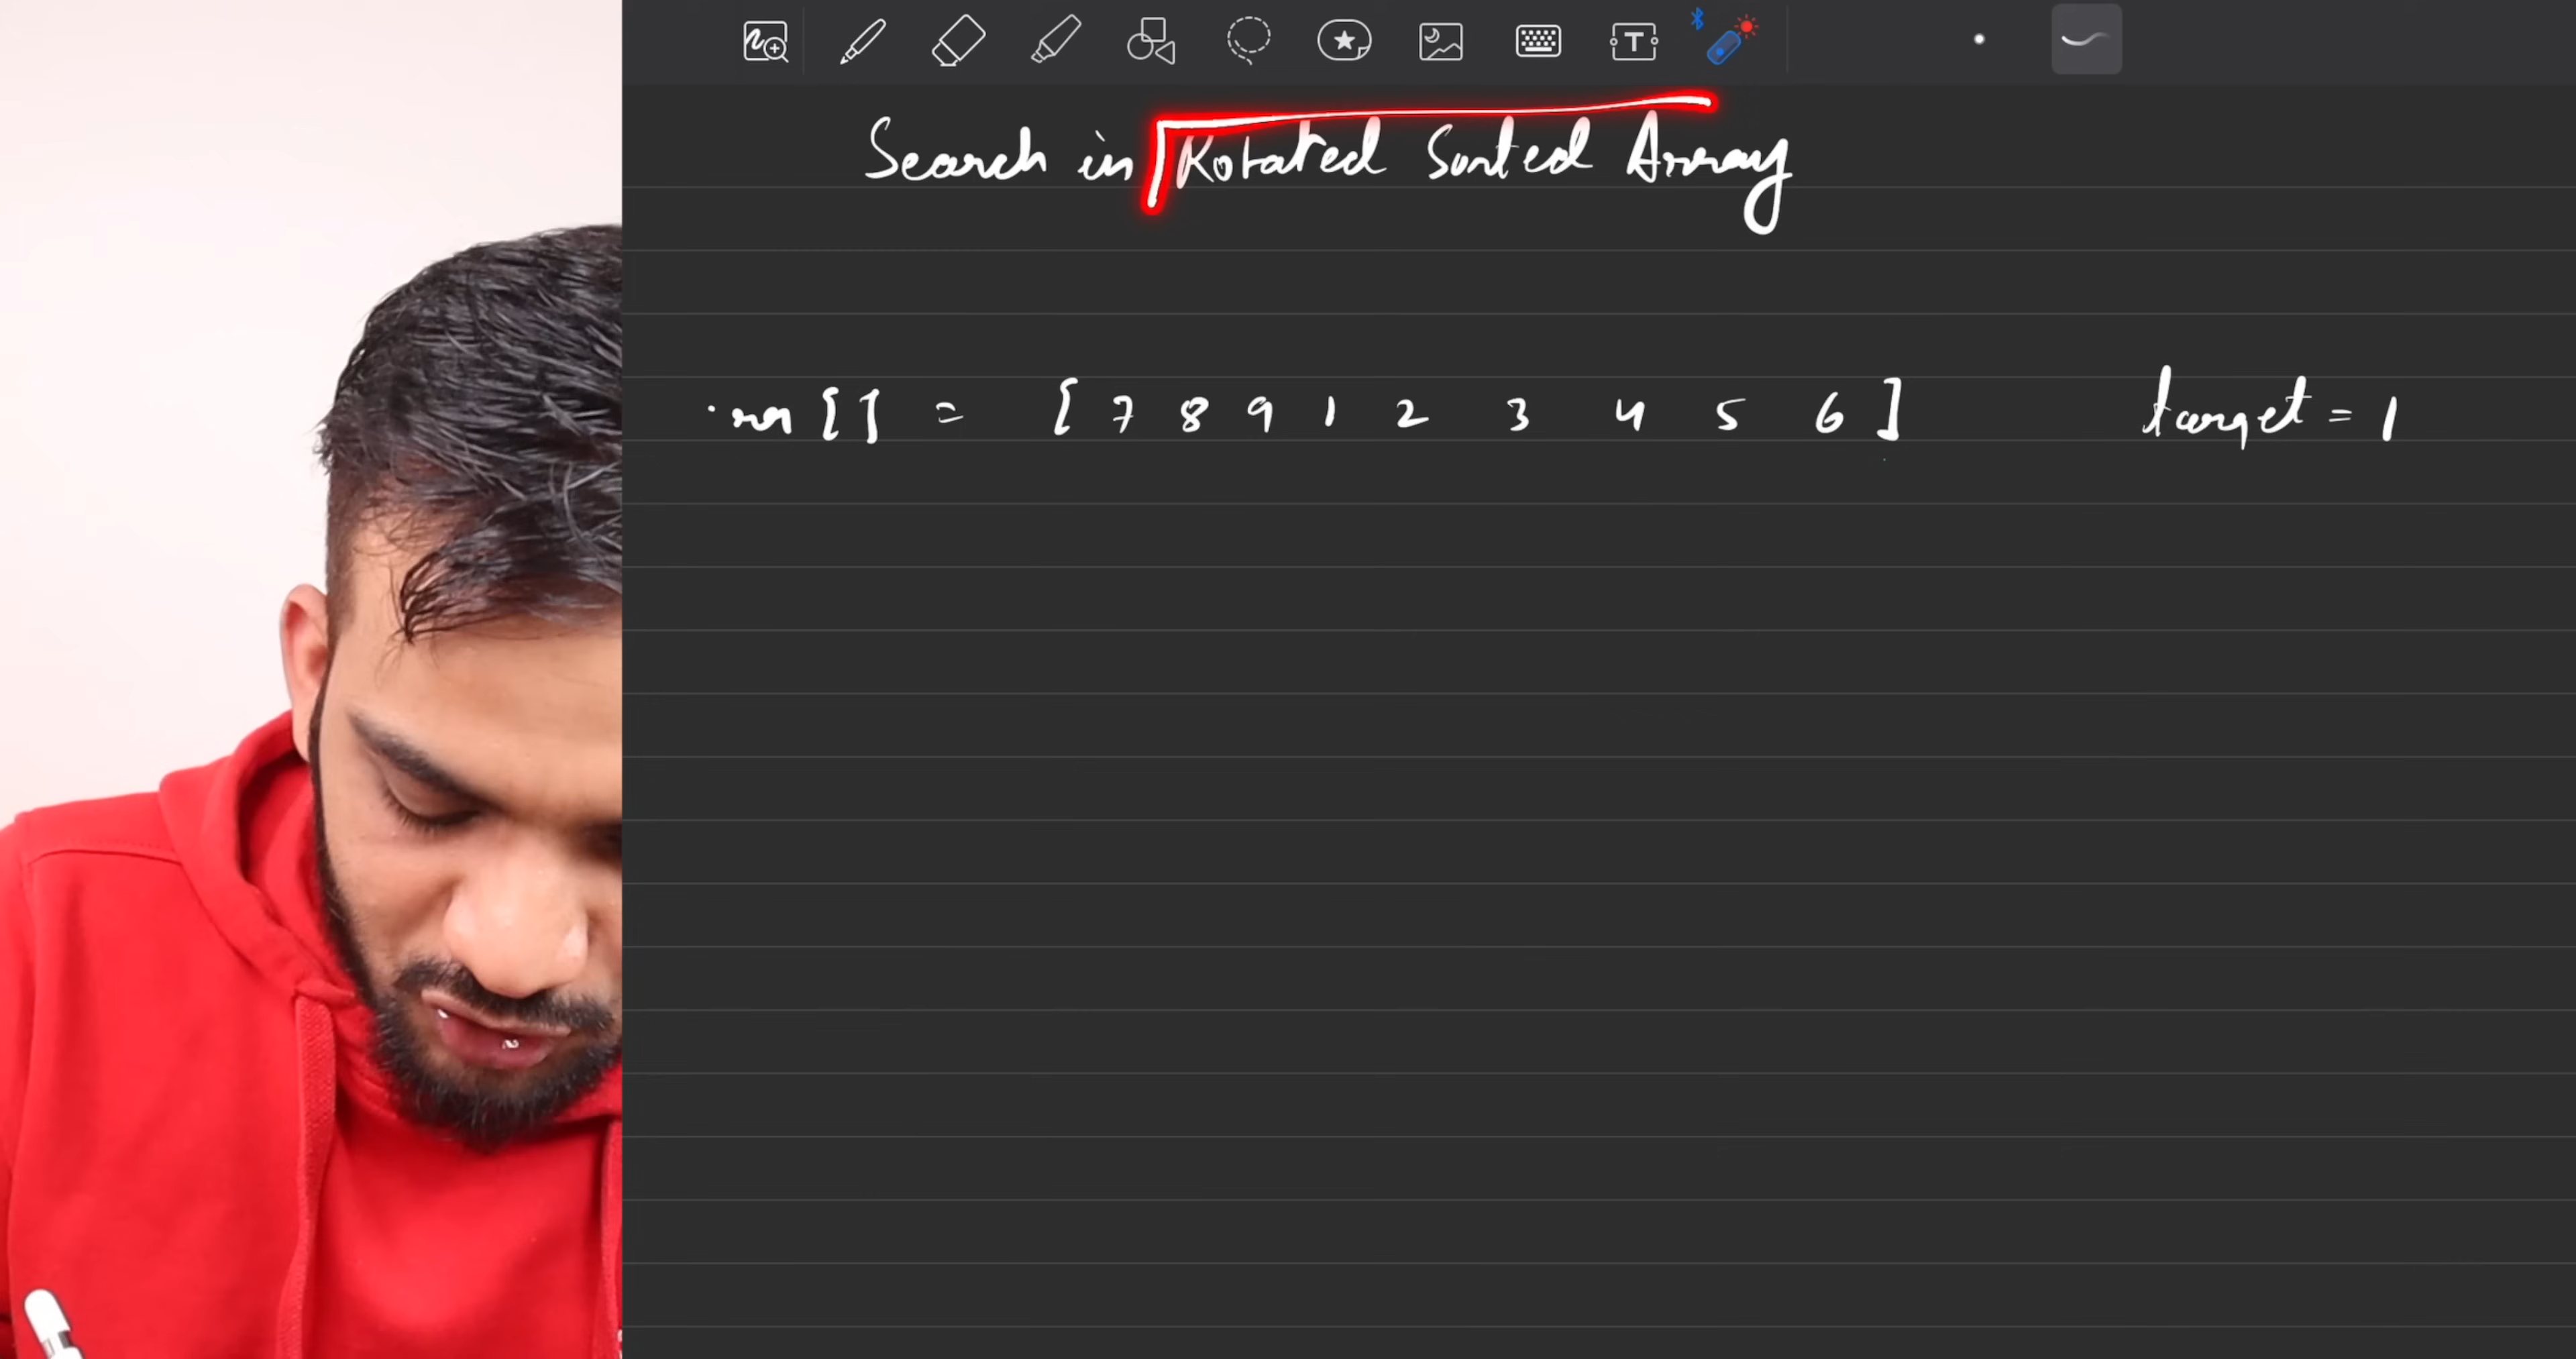 Search in Rotated Sorted Array
arr [] = [ 7 8 9 1 2 3 4 5 6 ] target = 1